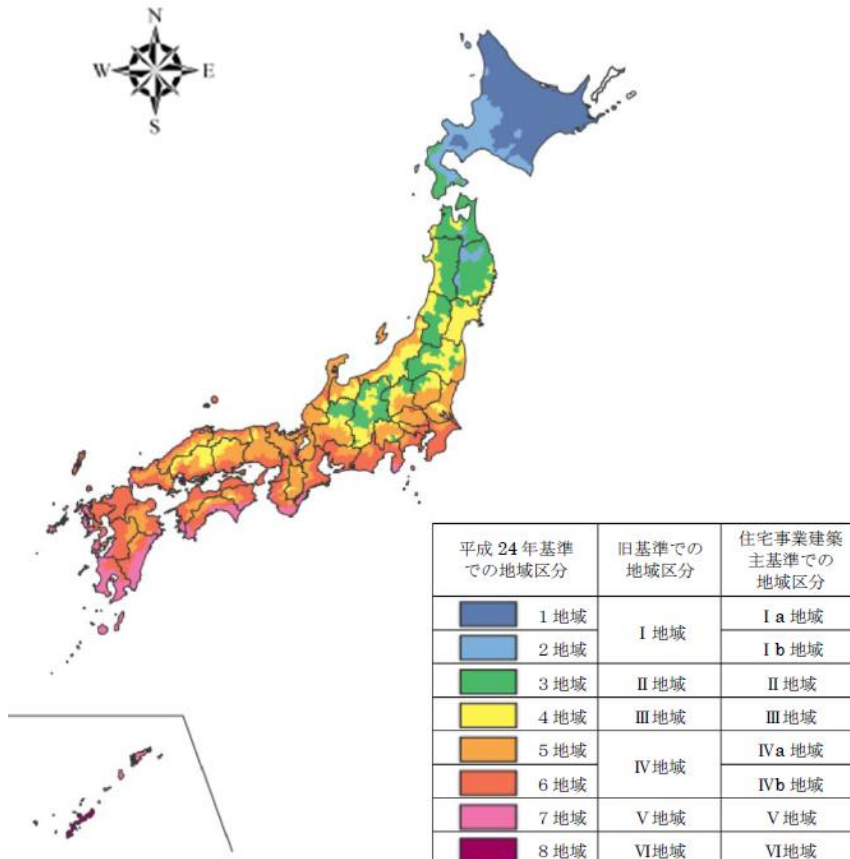 N
W E
S
平成 24 年基準
での地域区分
旧基準での
地域区分
住宅事業建築
主基準での
地域区分
1 地域
Ⅰ 地域
Ⅰ a 地域
2 地域
Ⅰ b 地域
3 地域
Ⅱ 地域
Ⅱ 地域
4 地域
Ⅲ 地域
Ⅲ 地域
5 地域
Ⅳ 地域
Ⅳa 地域
6 地域
Ⅳb 地域
7 地域
Ⅴ 地域
Ⅴ 地域
8 地域
Ⅵ 地域
Ⅵ 地域